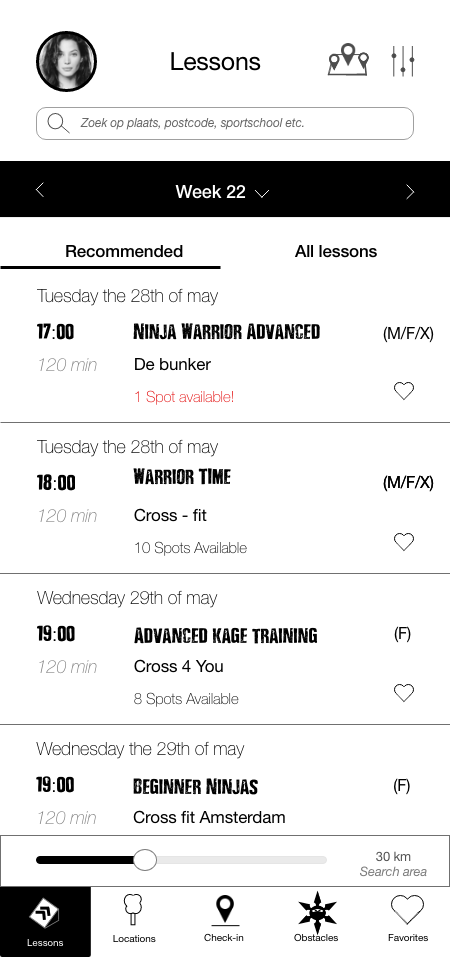 Lessons
Zoek op plaats, postcode, sportschool etc.
Week 22
Recommended
All lessons
Tuesday the 28th of may
17:00 Ninja Warrior Advanced (M/F/X)
120 min De bunker
1 Spot available!
Tuesday the 28th of may
18:00 Warrior Time (M/F/X)
120 min Cross - fit
10 Spots Available
Wednesday 29th of may
19:00 Advanced Kage training (F)
120 min Cross 4 You
8 Spots Available
Wednesday the 29th of may
19:00 Beginner Ninjas (F)
120 min Cross fit Amsterdam
30 km
Search area
Lessons Locations Check-in Obstacles Favorites